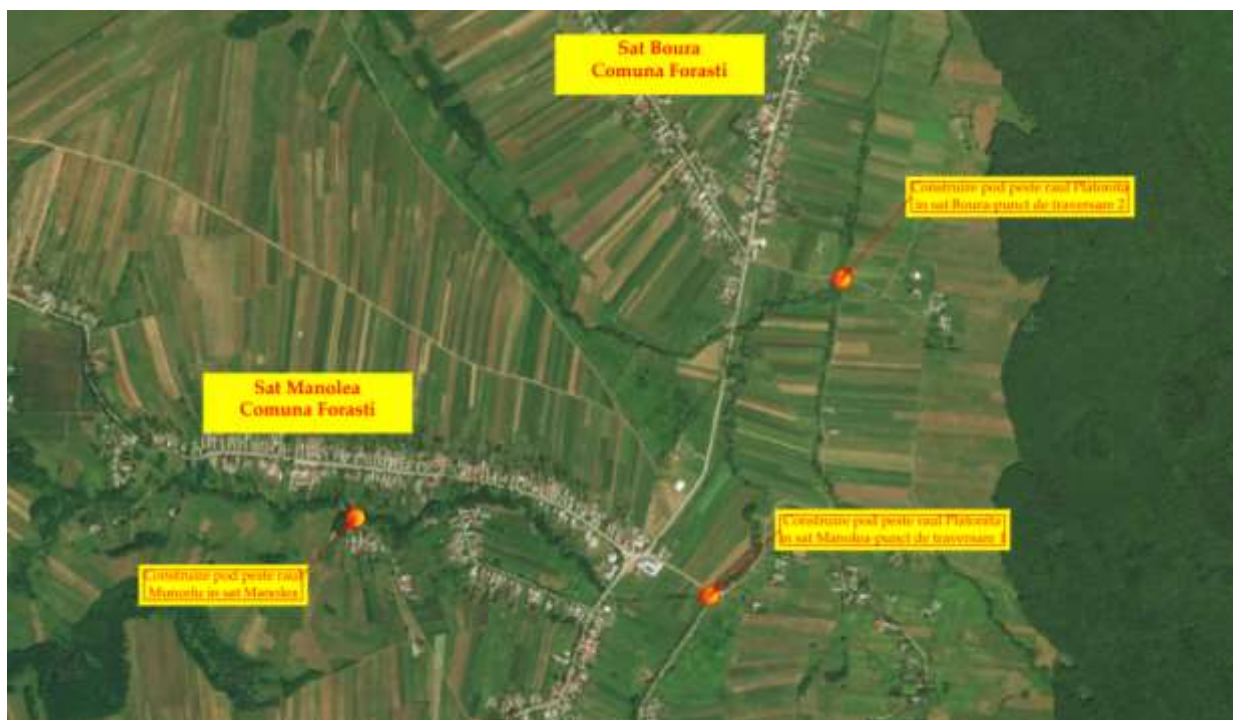 Sat Boura
Comuna Forasti
Construire pod peste raul Platonita
in sat Boura-punct de traversare 2
Sat Manolea
Comuna Forasti
Construire pod peste raul Platonita
in sat Manolea-punct de traversare 1
Construire pod peste raul
in sat Manolea